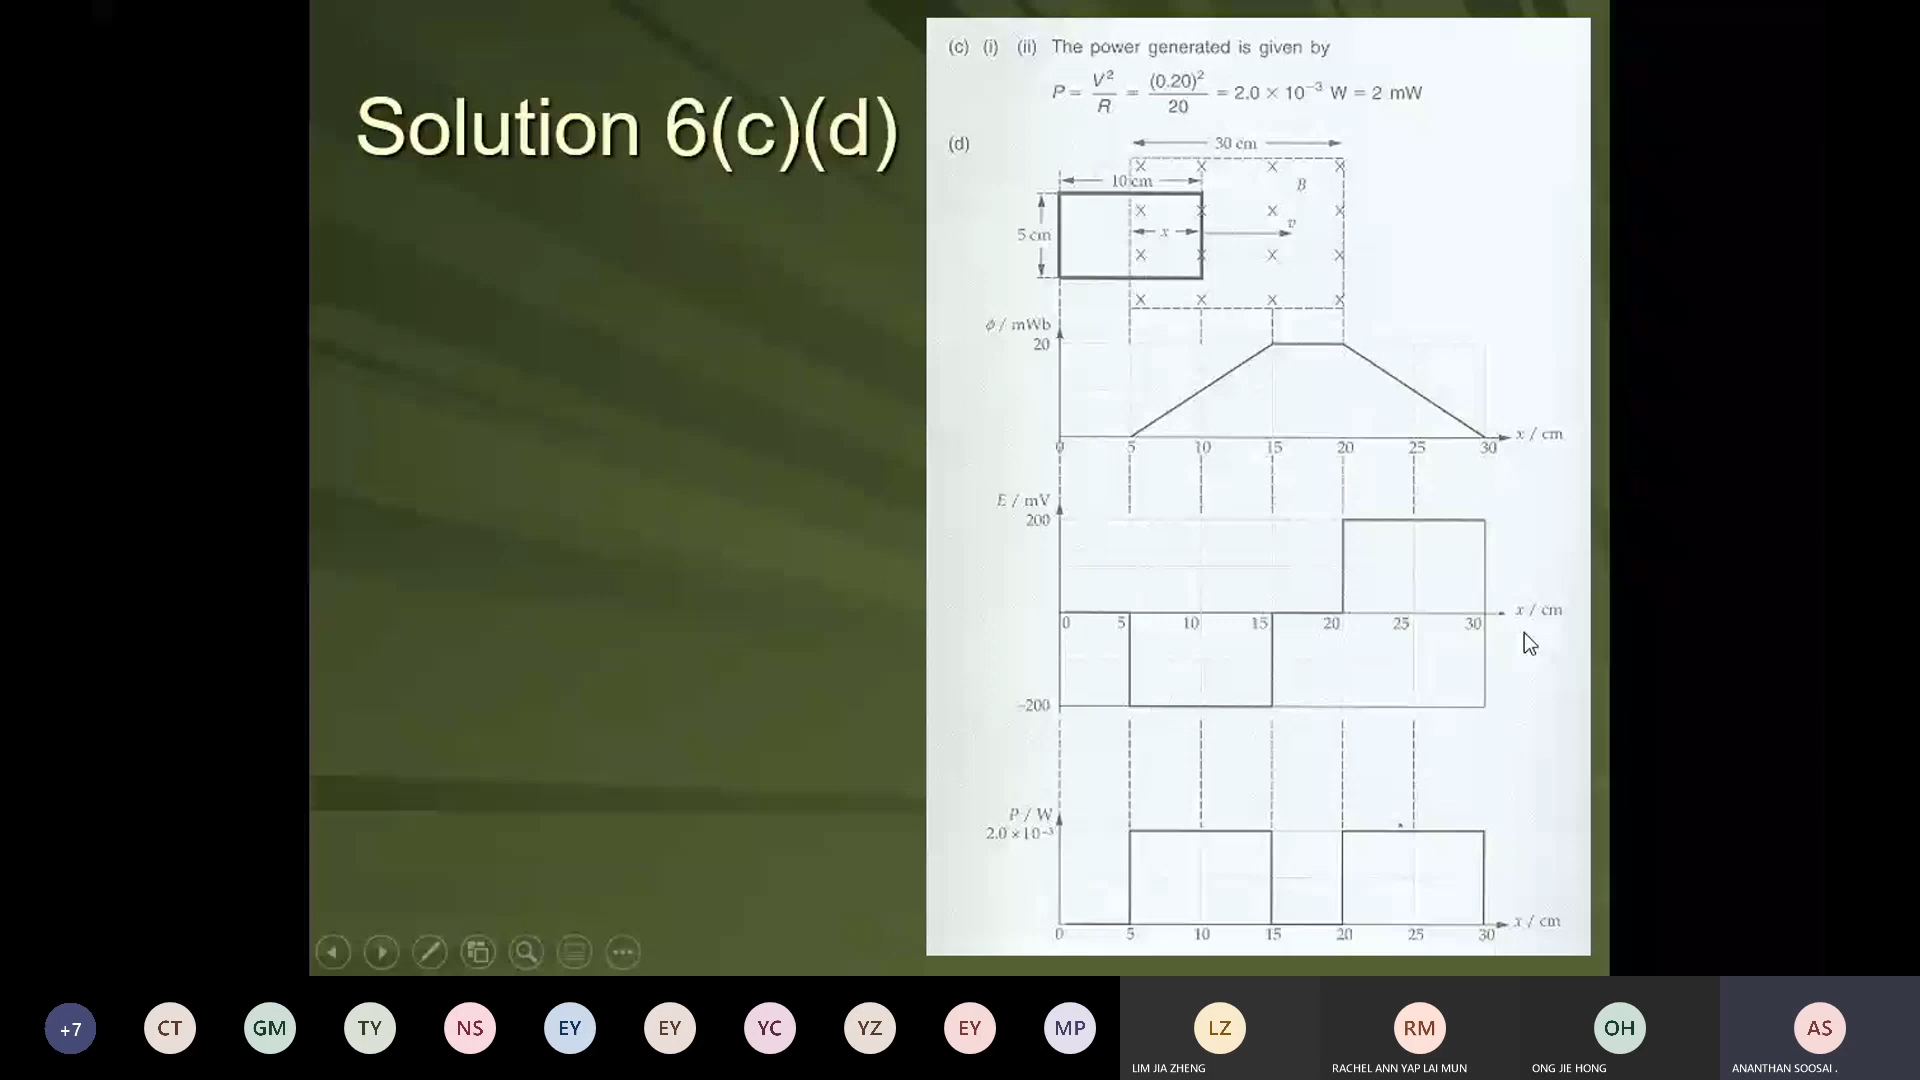 Solution 6(c)(d)
(c) (i) (ii) The power generated is given by
P = V²/R = (0.20)²/20 = 2.0 × 10⁻³ W = 2 mW
(d)
30 cm
× × × ×
10 cm
B
× × × ×
v
5 cm
x
× × × ×
× × × ×
ϕ / mWb
20
x / cm
0 5 10 15 20 25 30
E / mV
200
x / cm
0 5 10 15 20 25 30
-200
P / W
2.0 × 10⁻³
x / cm
0 5 10 15 20 25 30
+7 CT GM TY NS EY EY YC YZ EY MP LZ RM OH AS
LIM JIA ZHENG RACHEL ANN YAP LAI MUN ONG JIE HONG ANANTHAN SOOSAI .